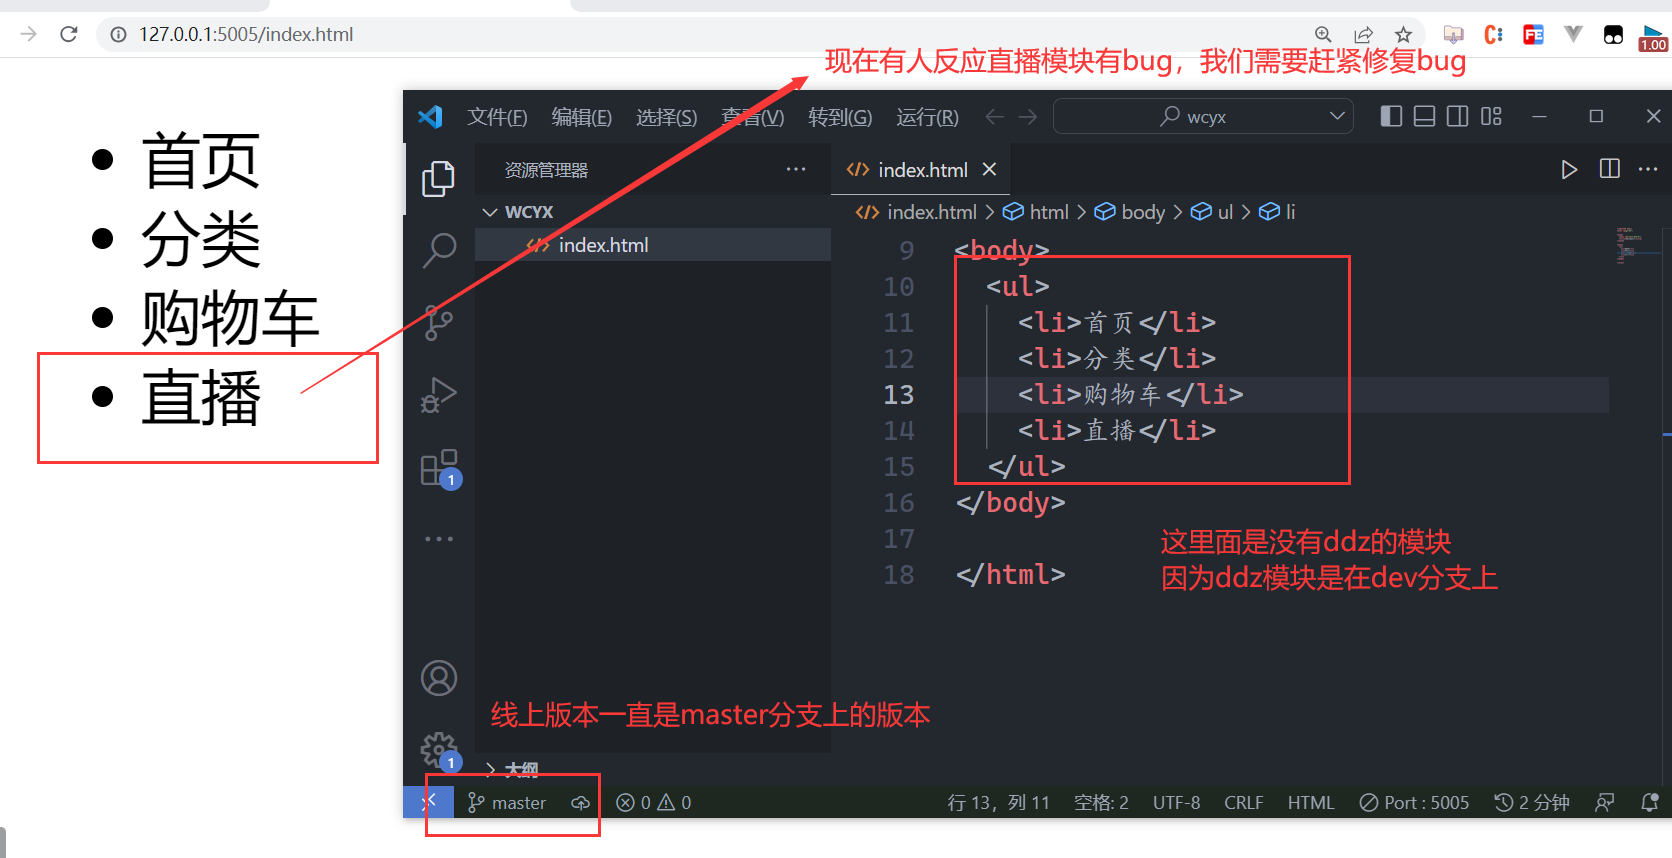 127.0.0.1:5005/index.html
1.00
现在有人反应直播模块有bug，我们需要赶紧修复bug
首页
分类
购物车
直播
文件(F) 编辑(E) 选择(S) 查看(V) 转到(G) 运行(R) wcyx
资源管理器
index.html
WCYX
index.html > html > body > ul > li
index.html
9 <body>
10 <ul>
11 <li>首页</li>
12 <li>分类</li>
13 <li>购物车</li>
14 <li>直播</li>
15 </ul>
16 </body>
17
18 </html>
1
这里面是没有ddz的模块
因为ddz模块是在dev分支上
线上版本一直是master分支上的版本
1
大纲
master 0 0 行 13，列 11 空格: 2 UTF-8 CRLF HTML Port : 5005 2 分钟